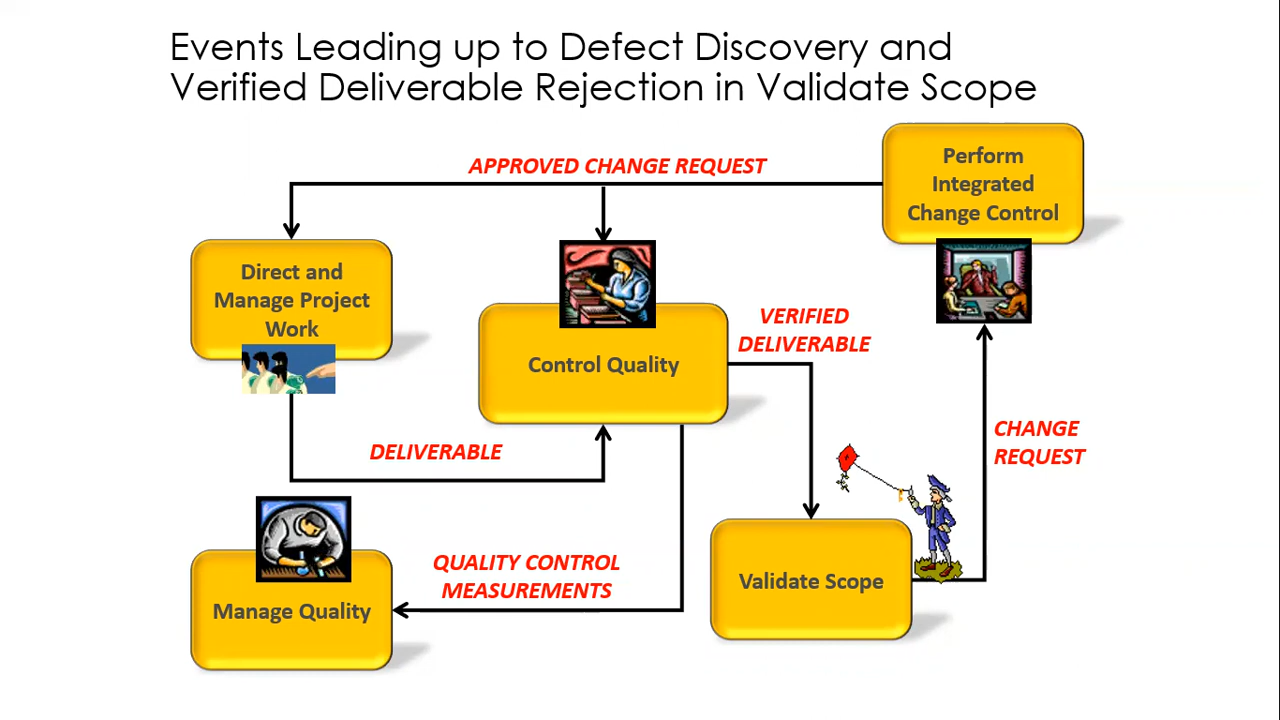 Events Leading up to Defect Discovery and
Verified Deliverable Rejection in Validate Scope
APPROVED CHANGE REQUEST
Perform
Integrated
Change Control
Direct and
Manage Project
Work
Control Quality
VERIFIED
DELIVERABLE
DELIVERABLE
CHANGE
REQUEST
QUALITY CONTROL
MEASUREMENTS
Manage Quality
Validate Scope